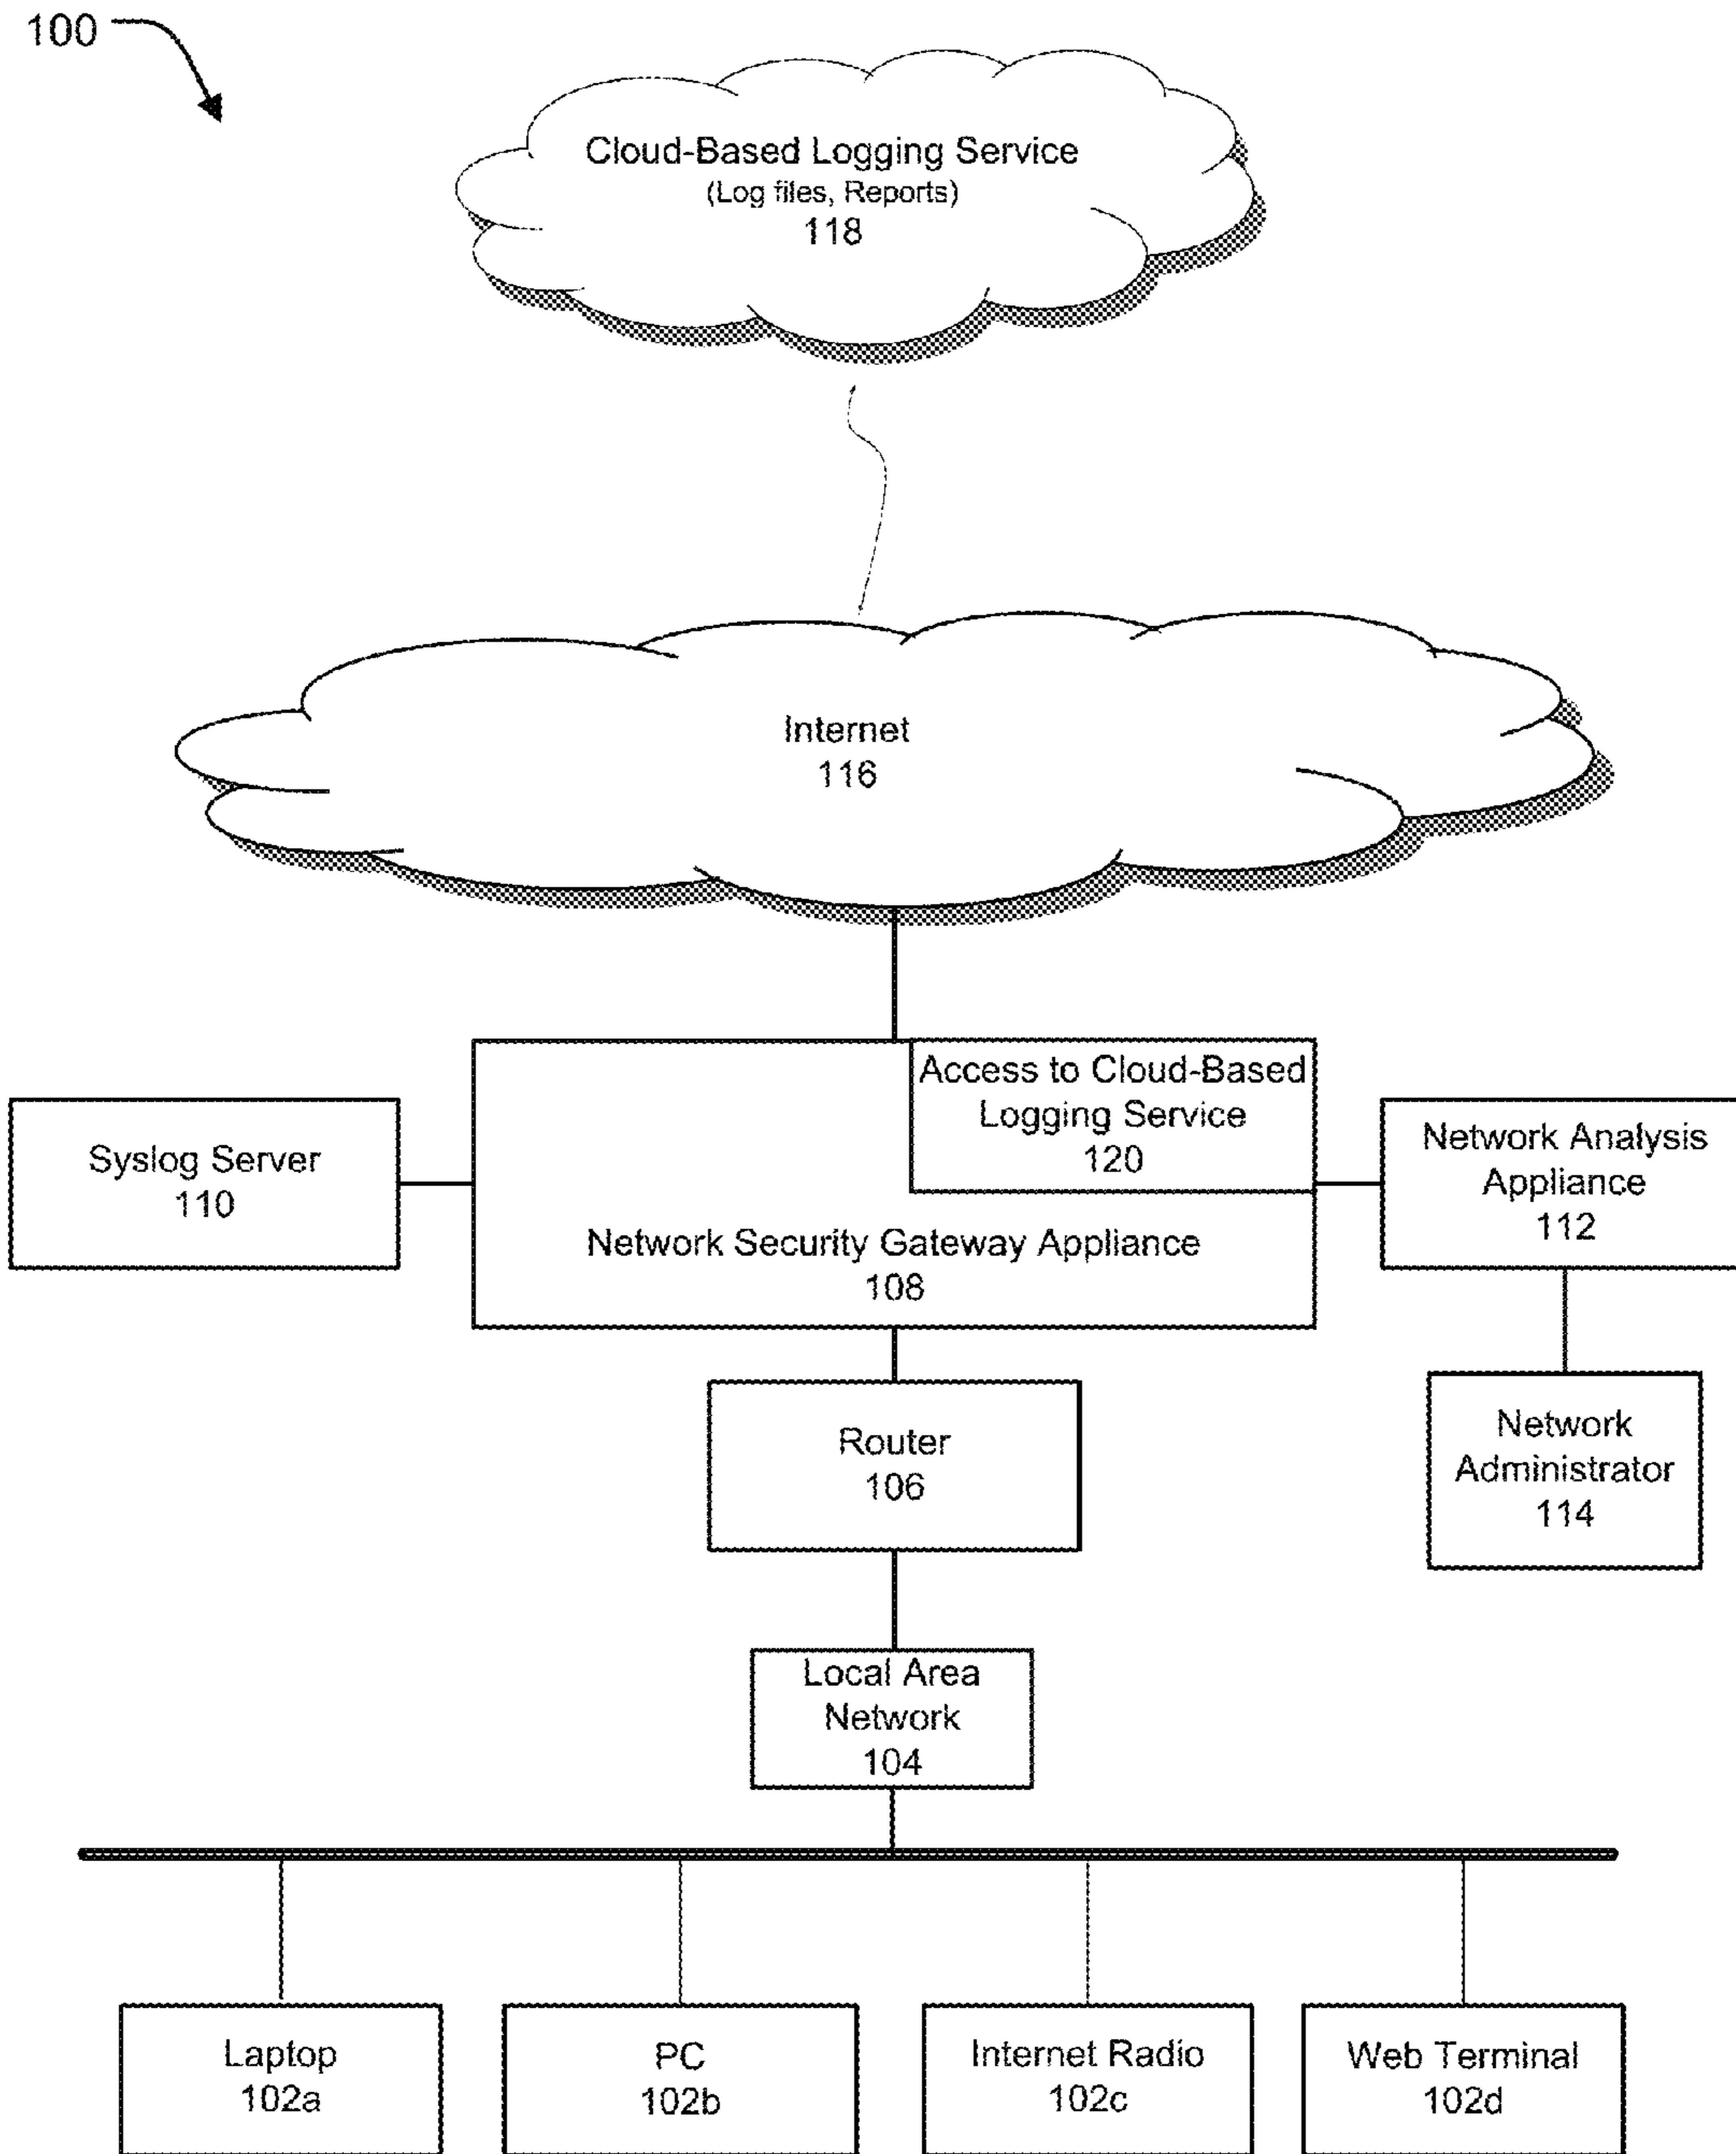 100
Cloud-Based Logging Service
(Log files, Reports)
118
Internet
116
Access to Cloud-Based
Logging Service
120
Syslog Server
110
Network Analysis
Appliance
112
Network Security Gateway Appliance
108
Router
106
Network
Administrator
114
Local Area
Network
104
Laptop
102a
PC
102b
Internet Radio
102c
Web Terminal
102d